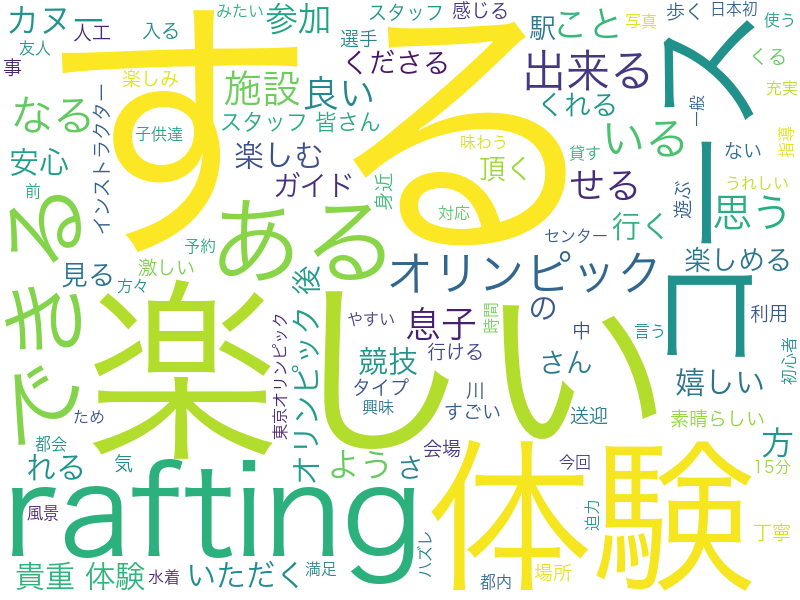 カヌー
人工
入る
みたい
参加
スタッフ
感じる
駅
こと
写真
歩く
日本初
使う
友人
事
する
選手
くださる
出来る
コース
くる
楽しみ
施設
良い
くれる
充実
なる
スタッフ 皆さん
いる
一般
子供達
味わう
ない
指導
安心
インストラクター
楽しむ
頂く
貸す
ガイド
身近
せる
うれしい
遊ぶ
思う
前
できる
ある
対応
行く
センター
予約
見る
方々
激しい
後
オリンピック
楽しめる
の
利用
楽しい
東京オリンピック
オリンピック
やすい
息子
時間
中
言う
初心者
競技
行ける
さん
タイプ
嬉しい
川
興味
すごい
送迎
素晴らしい
ため
都会
れる
気
よう
さ
会場
今回
方
15分
rafting
体験
風景
迫力
丁寧
ハズレ
貴重 体験
水着
いただく
満足
都内
場所